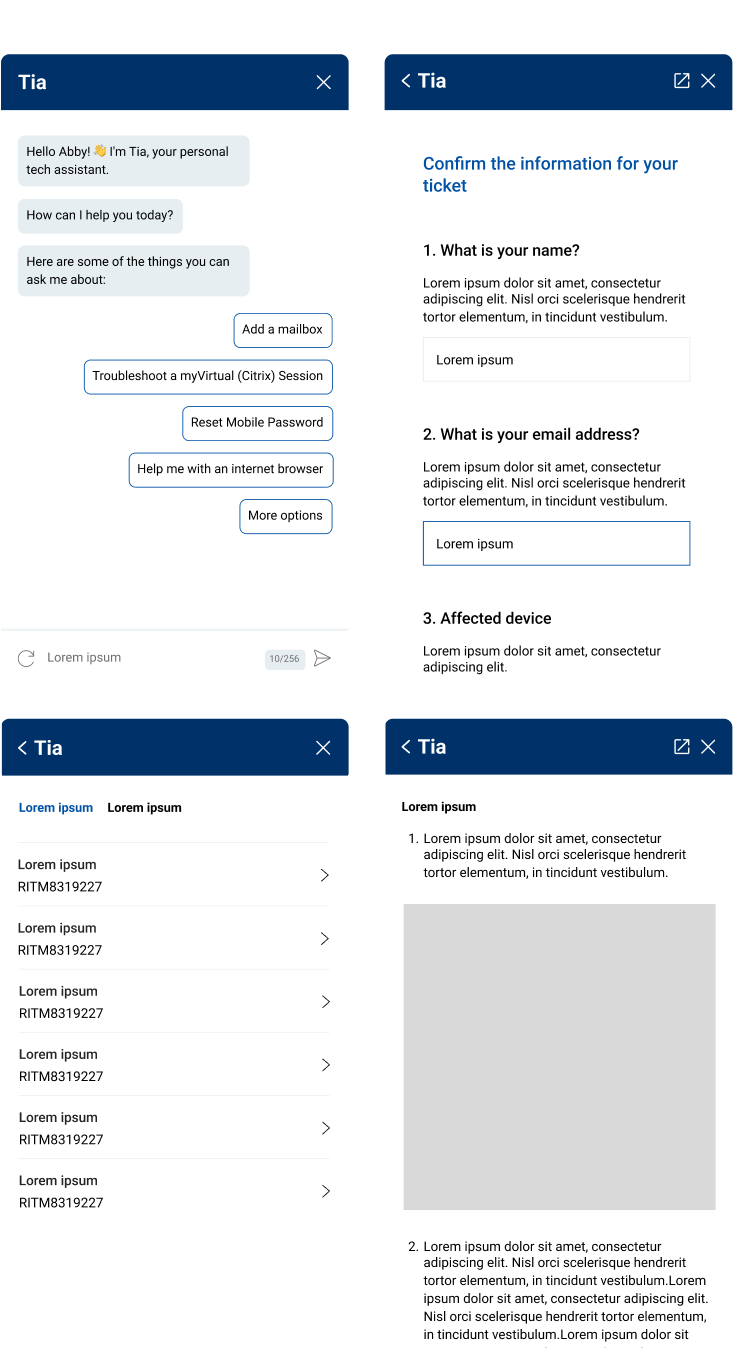 Tia
Hello Abby! 👋 I'm Tia, your personal
tech assistant.
How can I help you today?
Here are some of the things you can
ask me about:
Add a mailbox
Troubleshoot a myVirtual (Citrix) Session
Reset Mobile Password
Help me with an internet browser
More options
Lorem ipsum
10/256
Tia
Confirm the information for your
ticket
1. What is your name?
Lorem ipsum dolor sit amet, consectetur
adipiscing elit. Nisl orci scelerisque hendrerit
tortor elementum, in tincidunt vestibulum.
Lorem ipsum
2. What is your email address?
Lorem ipsum dolor sit amet, consectetur
adipiscing elit. Nisl orci scelerisque hendrerit
tortor elementum, in tincidunt vestibulum.
Lorem ipsum
3. Affected device
Lorem ipsum dolor sit amet, consectetur
adipiscing elit.
Tia
Lorem ipsum Lorem ipsum
Lorem ipsum
RITM8319227
Lorem ipsum
RITM8319227
Lorem ipsum
RITM8319227
Lorem ipsum
RITM8319227
Lorem ipsum
RITM8319227
Lorem ipsum
RITM8319227
Tia
Lorem ipsum
1. Lorem ipsum dolor sit amet, consectetur
adipiscing elit. Nisl orci scelerisque hendrerit
tortor elementum, in tincidunt vestibulum.
2. Lorem ipsum dolor sit amet, consectetur
adipiscing elit. Nisl orci scelerisque hendrerit
tortor elementum, in tincidunt vestibulum.Lorem
ipsum dolor sit amet, consectetur adipiscing elit.
Nisl orci scelerisque hendrerit tortor elementum,
in tincidunt vestibulum.Lorem ipsum dolor sit